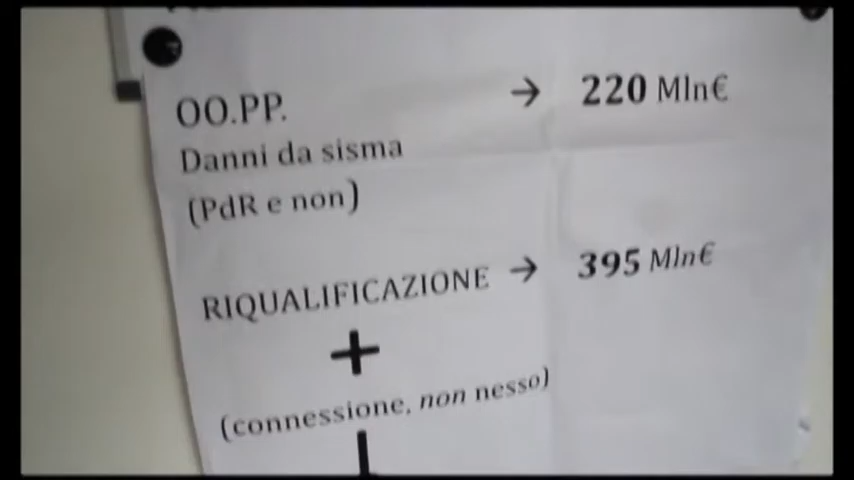 OO.PP. → 220 Mln€
Danni da sisma
(PdR e non)
RIQUALIFICAZIONE → 395 Mln€
+
(connessione, non nesso)